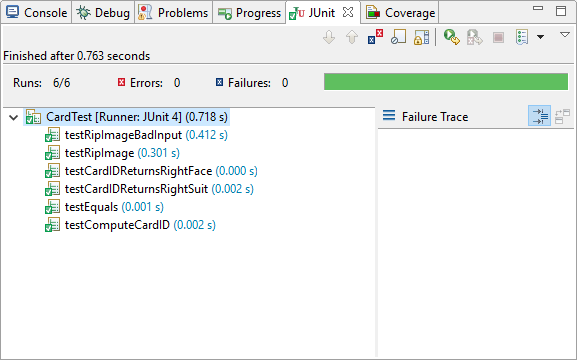 Console Debug Problems Progress JUnit Coverage
Finished after 0.763 seconds
Runs: 6/6 Errors: 0 Failures: 0
CardTest [Runner: JUnit 4] (0.718 s)
Failure Trace
testRipImageBadInput (0.412 s)
testRipImage (0.301 s)
testCardIDReturnsRightFace (0.000 s)
testCardIDReturnsRightSuit (0.002 s)
testEquals (0.001 s)
testComputeCardID (0.002 s)